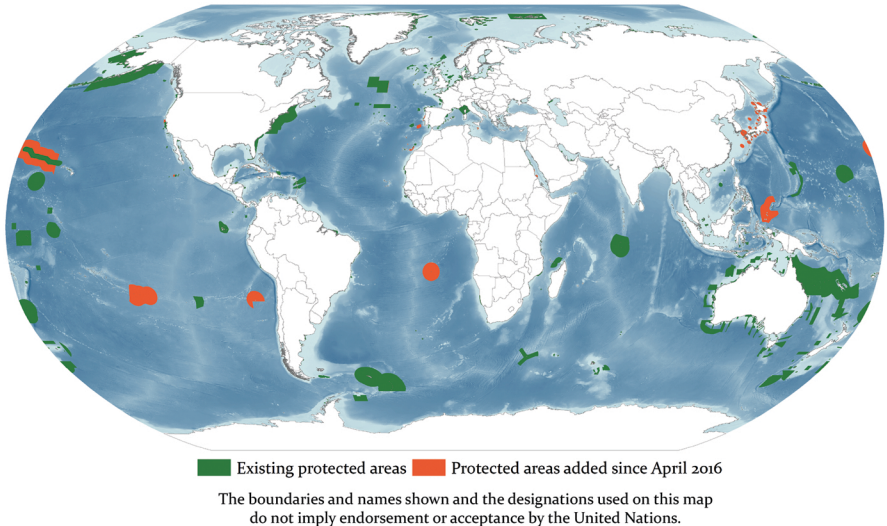 Existing protected areas
Protected areas added since April 2016
The boundaries and names shown and the designations used on this map
do not imply endorsement or acceptance by the United Nations.